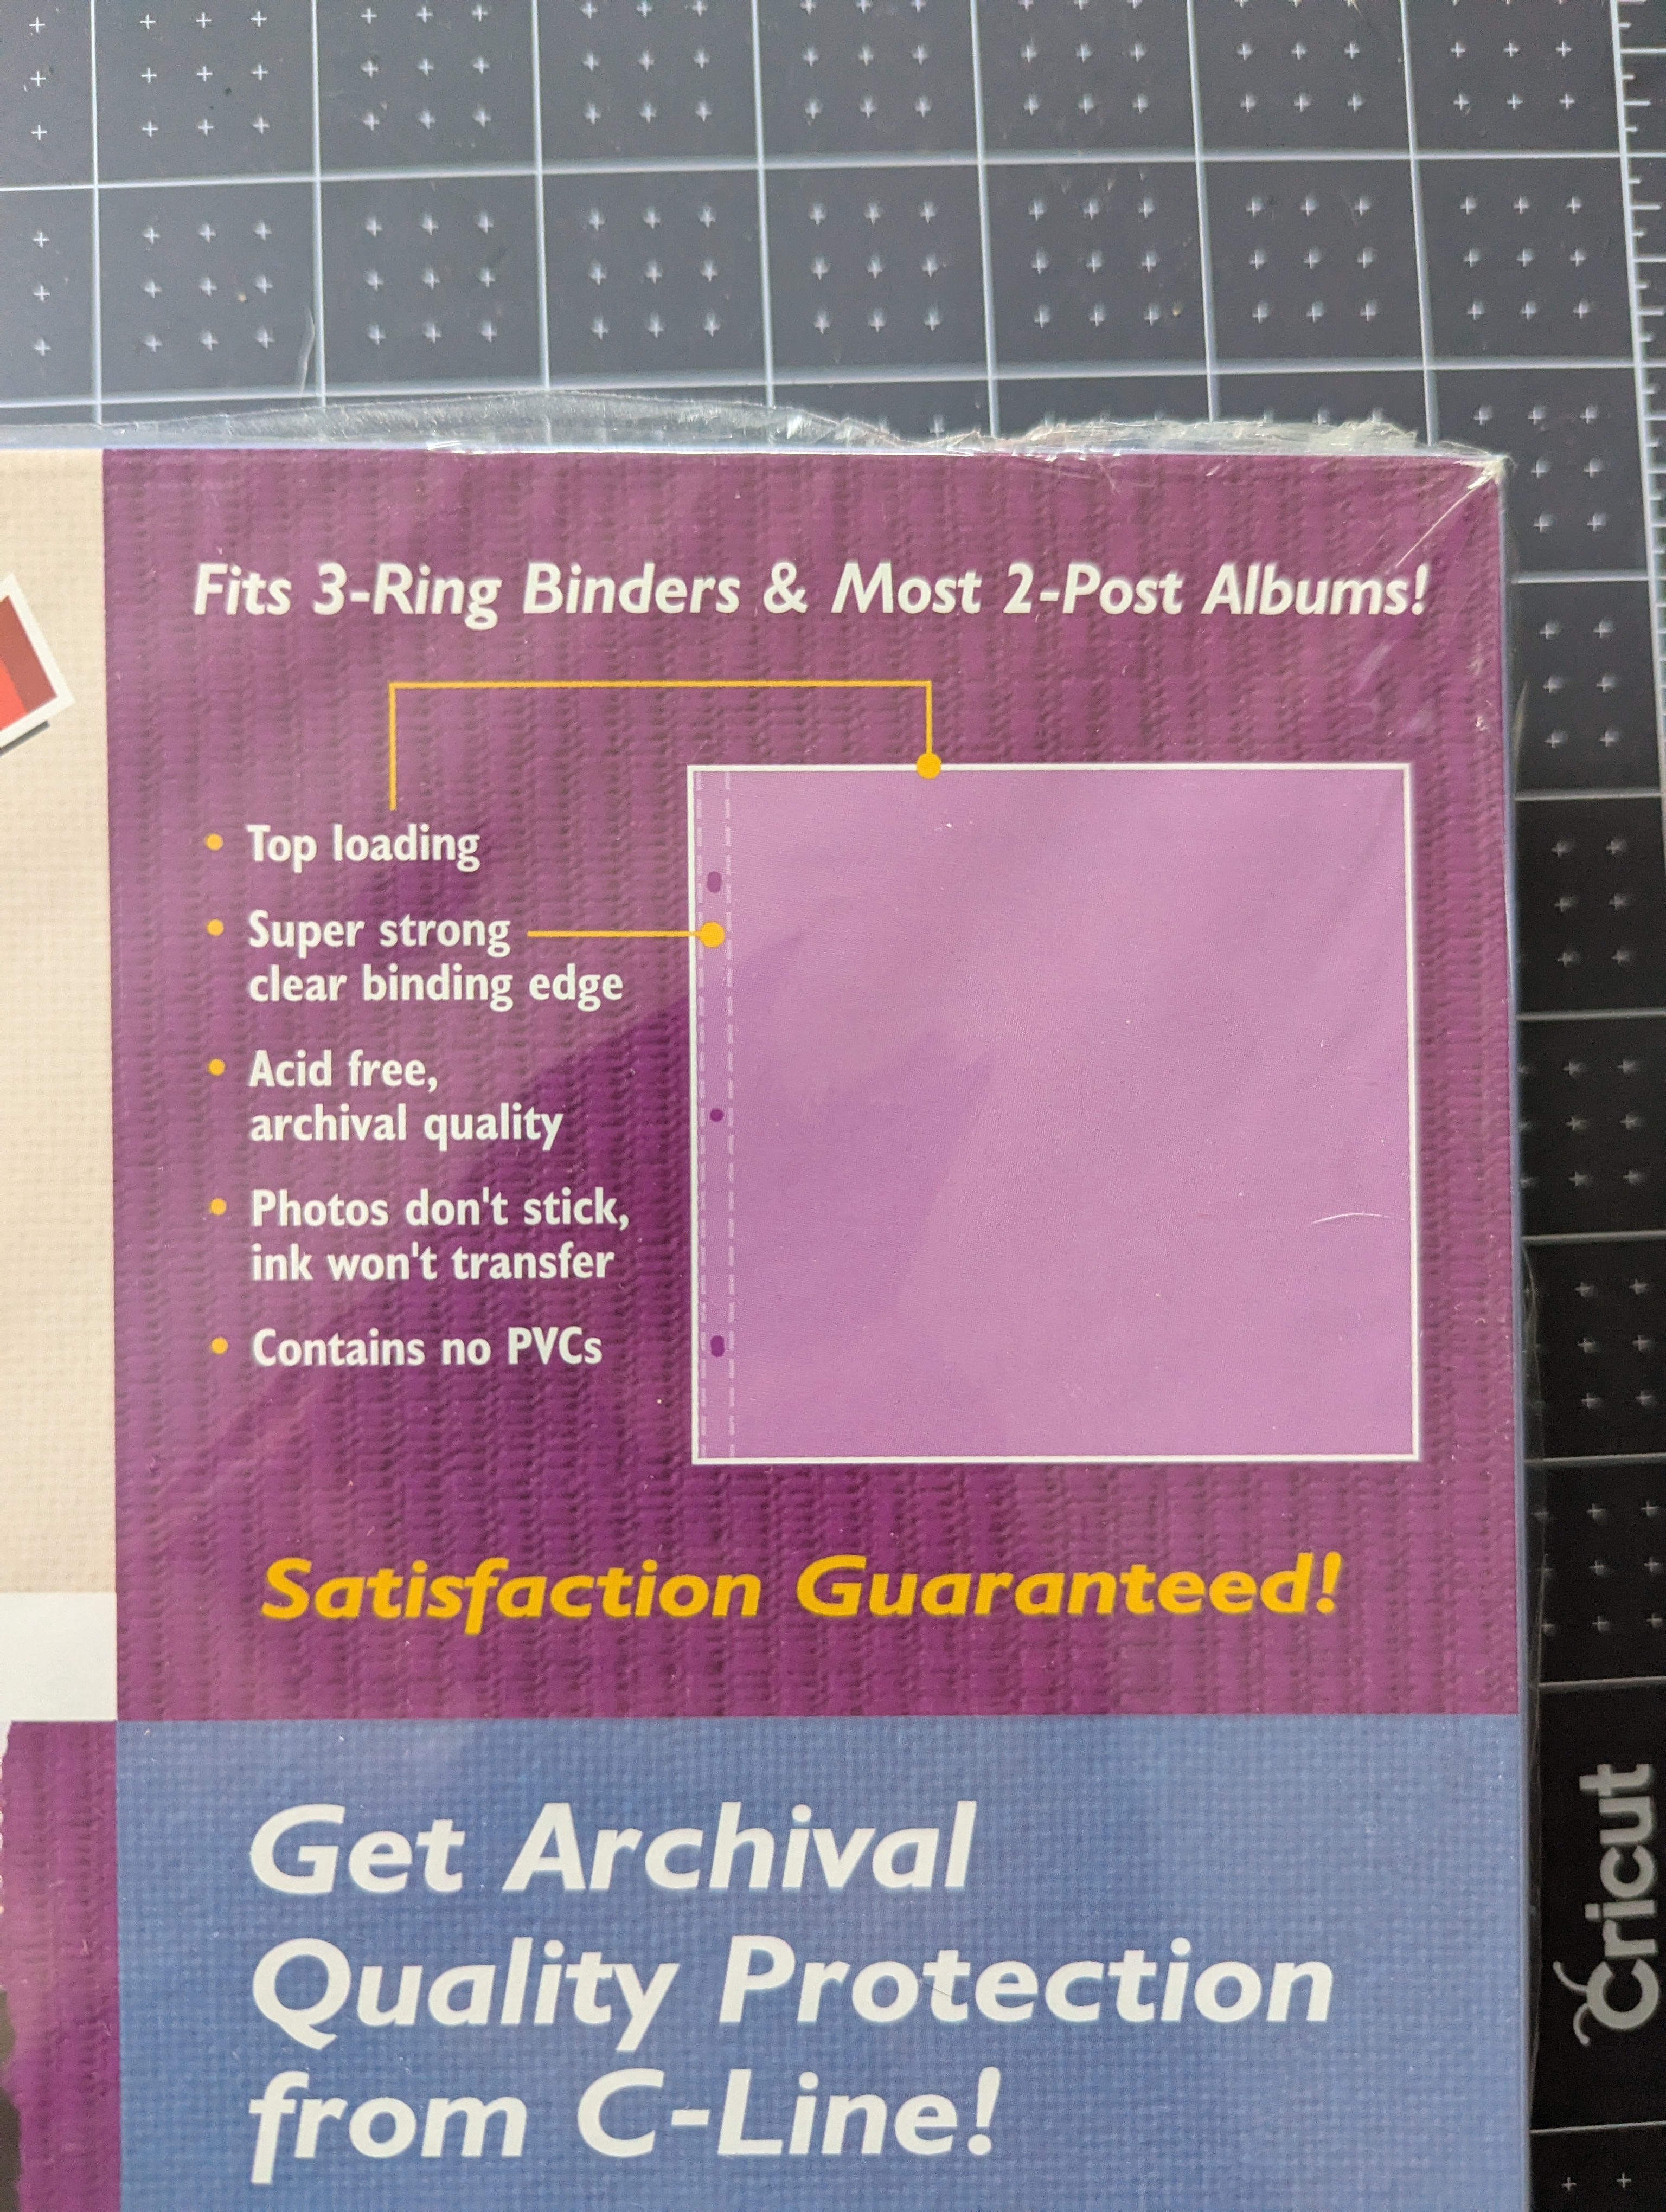 Fits 3-Ring Binders & Most 2-Post Albums!
• Top loading
• Super strong
clear binding edge
• Acid free,
archival quality
• Photos don't stick,
ink won't transfer
• Contains no PVCs
Satisfaction Guaranteed!
Get Archival
Quality Protection
from C-Line!
Cricut